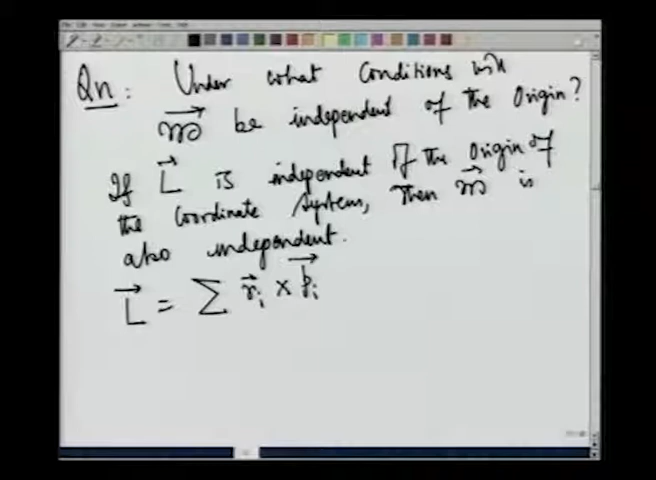 Qn : Under what Conditions will
m⃗ be independent of the Origin?
If L⃗ is independent of the Origin of
the Coordinate System, Then m⃗ is
also independent.
L⃗ = Σ r⃗ᵢ × p⃗ᵢ